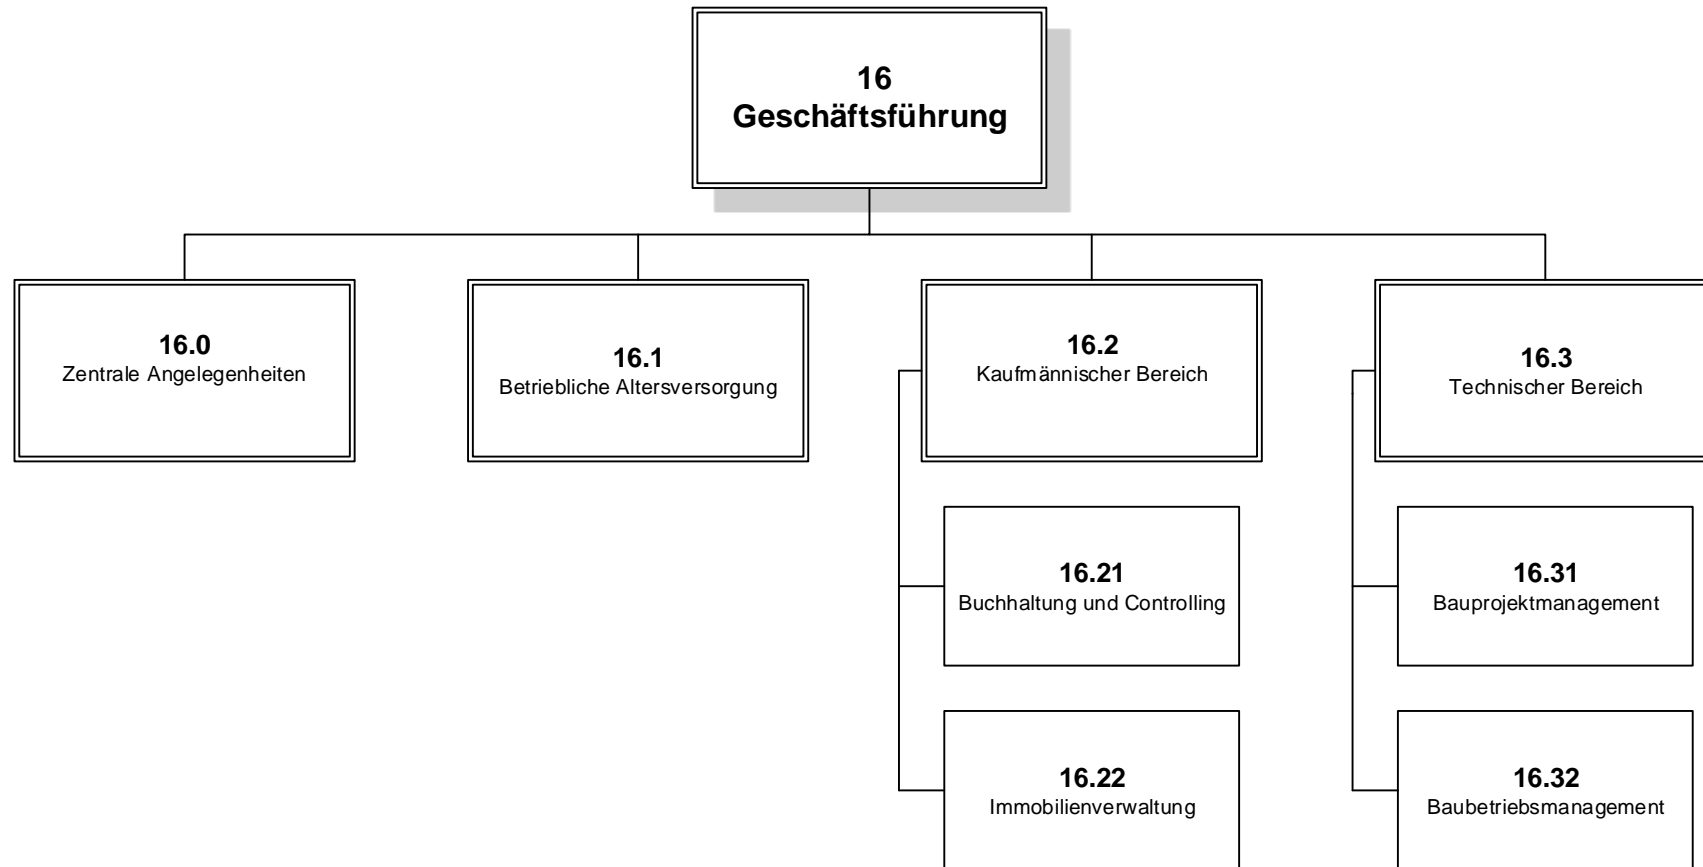 16
Geschäftsführung
16.0
Zentrale Angelegenheiten
16.1
Betriebliche Altersversorgung
16.2
Kaufmännischer Bereich
16.3
Technischer Bereich
16.21
Buchhaltung und Controlling
16.31
Bauprojektmanagement
16.22
Immobilienverwaltung
16.32
Baubetriebsmanagement